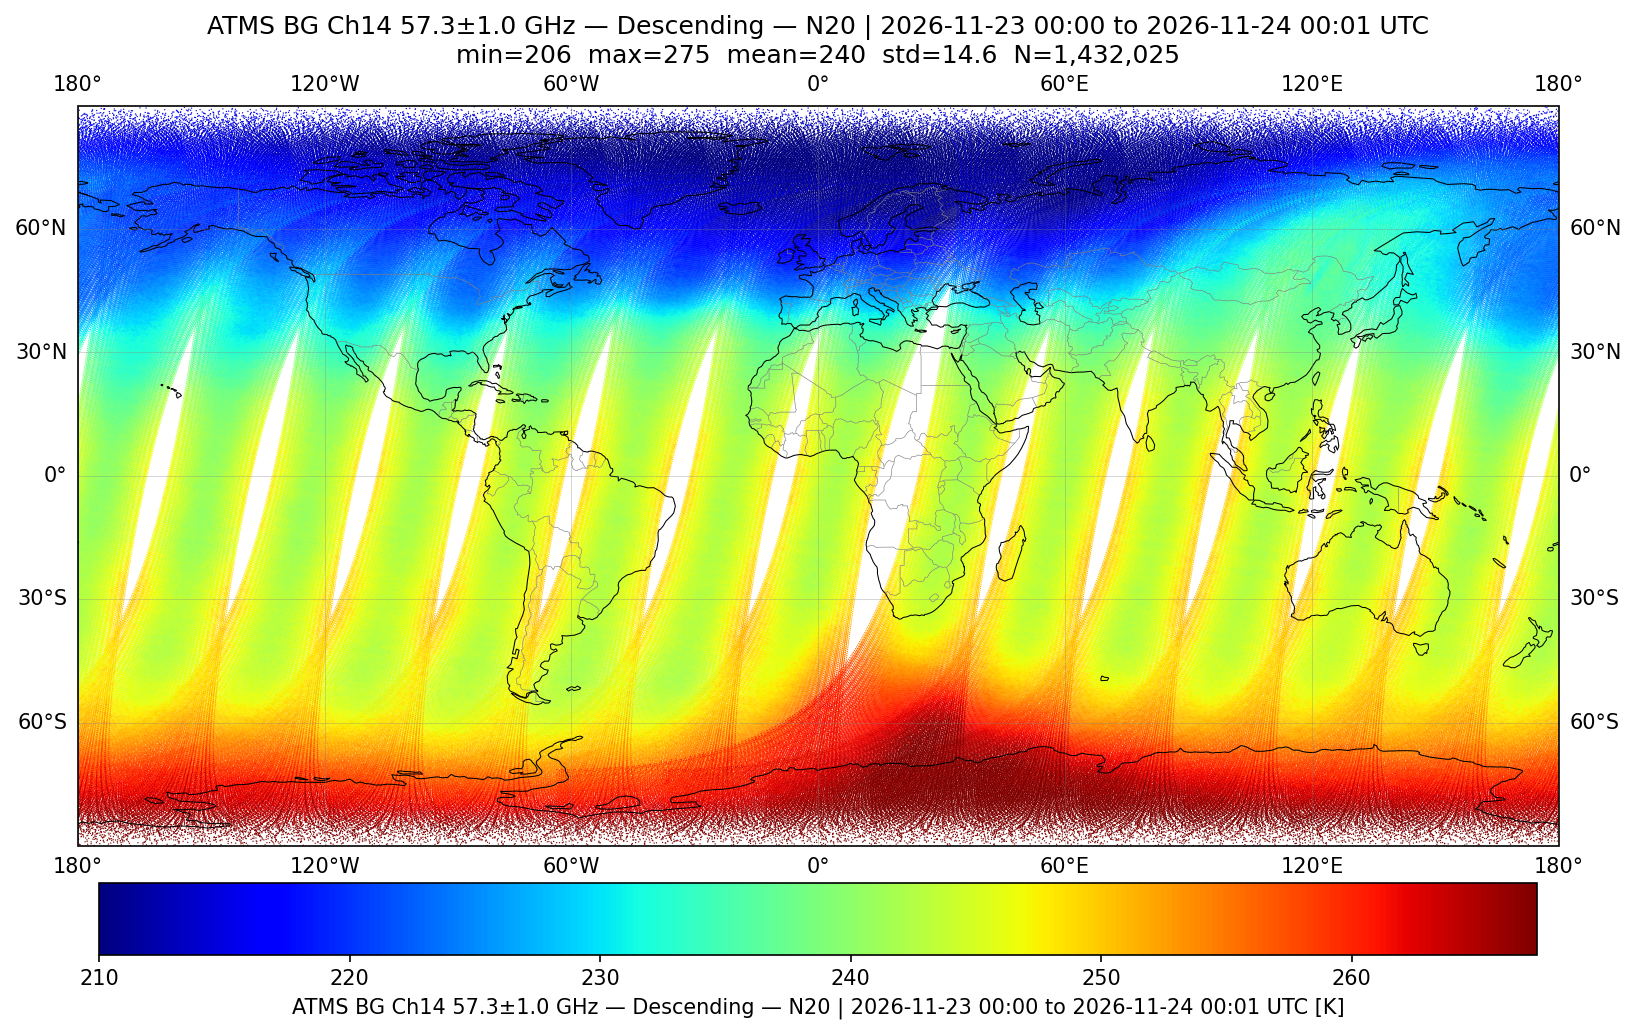 ATMS BG Ch14 57.3±1.0 GHz — Descending — N20 | 2026-11-23 00:00 to 2026-11-24 00:01 UTC
min=206 max=275 mean=240 std=14.6 N=1,432,025
180° 120°W 60°W 0° 60°E 120°E 180°
60°N 60°N
30°N 30°N
0° 0°
30°S 30°S
60°S 60°S
180° 120°W 60°W 0° 60°E 120°E 180°
210 220 230 240 250 260
ATMS BG Ch14 57.3±1.0 GHz — Descending — N20 | 2026-11-23 00:00 to 2026-11-24 00:01 UTC [K]